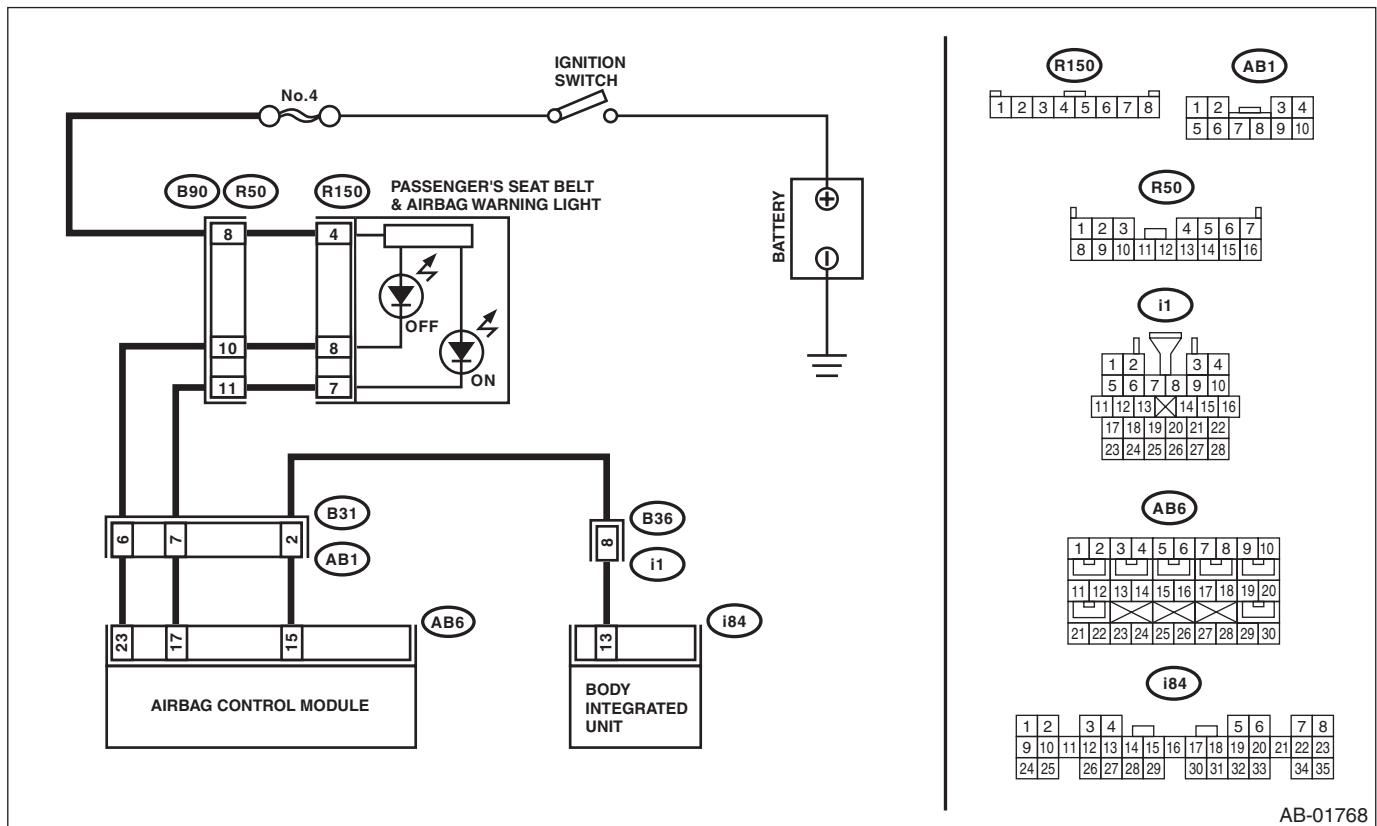 IGNITION
SWITCH
No.4
B90 R50 R150
PASSENGER'S SEAT BELT
& AIRBAG WARNING LIGHT
BATTERY
8 4
OFF
10 8
ON
11 7
B31
6 7 2
AB1
B36
8
i1
AB6
23 17 15
i84
13
AIRBAG CONTROL MODULE
BODY
INTEGRATED
UNIT
R150
1 2 3 4 5 6 7 8
AB1
1 2 3 4
5 6 7 8 9 10
R50
1 2 3 4 5 6 7
8 9 10 11 12 13 14 15 16
i1
1 2 3 4
5 6 7 8 9 10
11 12 13 14 15 16
17 18 19 20 21 22
23 24 25 26 27 28
AB6
1 2 3 4 5 6 7 8 9 10
11 12 13 14 15 16 17 18 19 20
21 22 23 24 25 26 27 28 29 30
i84
1 2 3 4 5 6 7 8
9 10 11 12 13 14 15 16 17 18 19 20 21 22 23
24 25 26 27 28 29 30 31 32 33 34 35
AB-01768